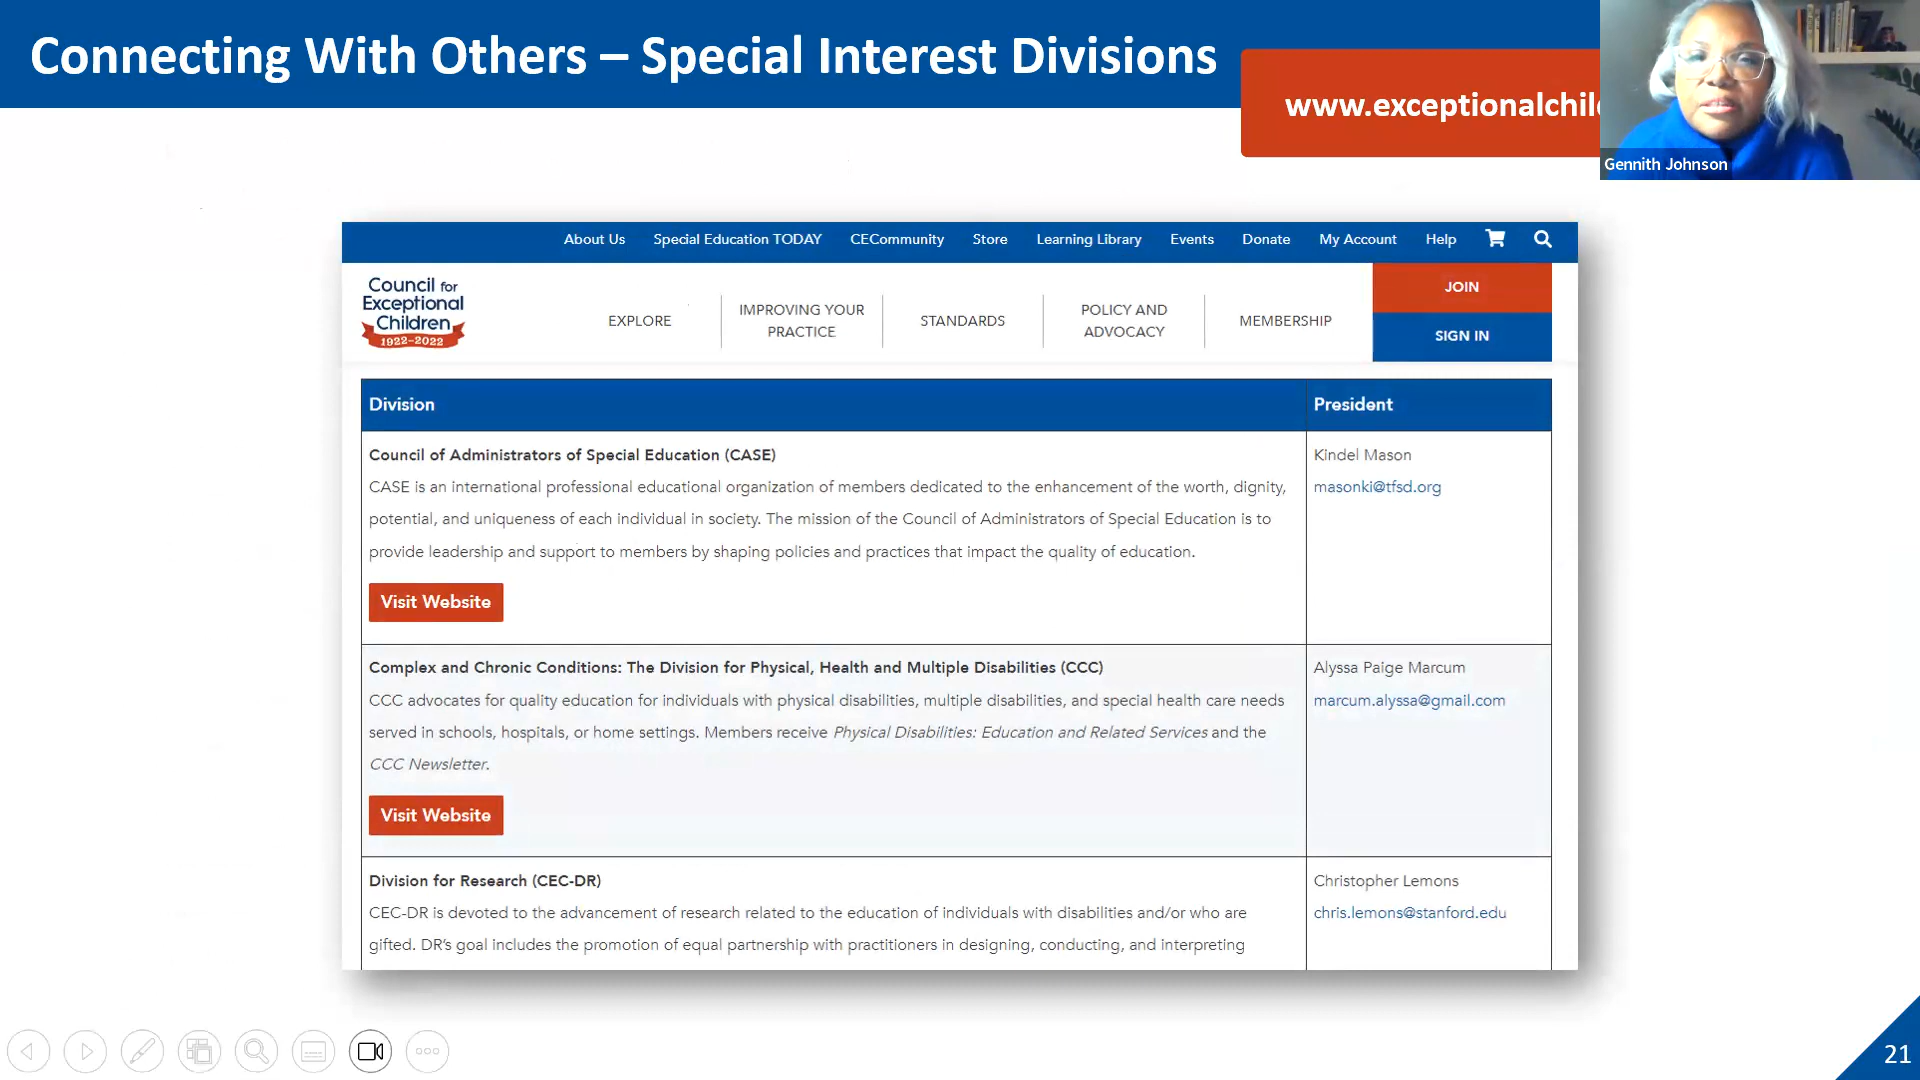 Connecting With Others – Special Interest Divisions
www.exceptionalchil
Gennith Johnson
About Us Special Education TODAY CECommunity Store Learning Library Events Donate My Account Help
Council for
Exceptional
Children
1922-2022
EXPLORE
IMPROVING YOUR
PRACTICE
STANDARDS
POLICY AND
ADVOCACY
MEMBERSHIP
JOIN
SIGN IN
Division President
Council of Administrators of Special Education (CASE)
CASE is an international professional educational organization of members dedicated to the enhancement of the worth, dignity,
potential, and uniqueness of each individual in society. The mission of the Council of Administrators of Special Education is to
provide leadership and support to members by shaping policies and practices that impact the quality of education.
Visit Website
Kindel Mason
masonki@tfsd.org
Complex and Chronic Conditions: The Division for Physical, Health and Multiple Disabilities (CCC)
CCC advocates for quality education for individuals with physical disabilities, multiple disabilities, and special health care needs
served in schools, hospitals, or home settings. Members receive Physical Disabilities: Education and Related Services and the
CCC Newsletter.
Visit Website
Alyssa Paige Marcum
marcum.alyssa@gmail.com
Division for Research (CEC-DR)
CEC-DR is devoted to the advancement of research related to the education of individuals with disabilities and/or who are
gifted. DR's goal includes the promotion of equal partnership with practitioners in designing, conducting, and interpreting
Christopher Lemons
chris.lemons@stanford.edu
21